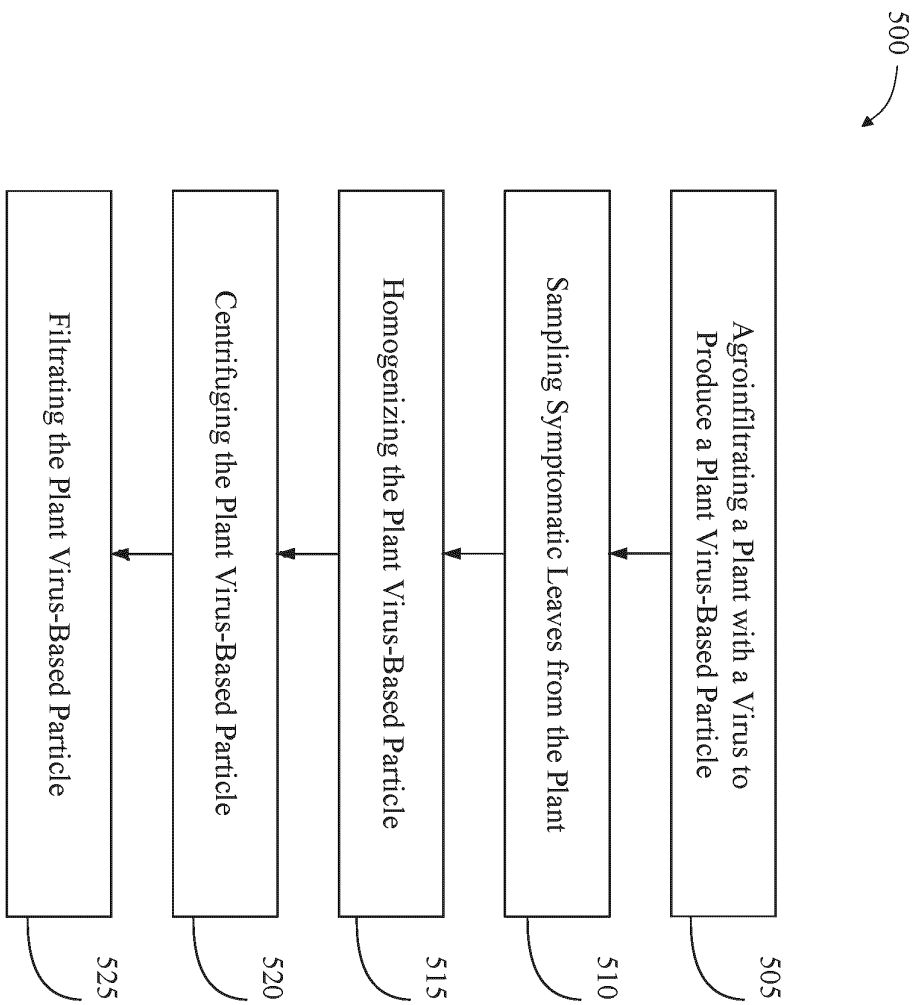 500
Agroinfiltrating a Plant with a Virus to
Produce a Plant Virus-Based Particle
505
Sampling Symptomatic Leaves from the Plant
510
Homogenizing the Plant Virus-Based Particle
515
Centrifuging the Plant Virus-Based Particle
520
Filtrating the Plant Virus-Based Particle
525